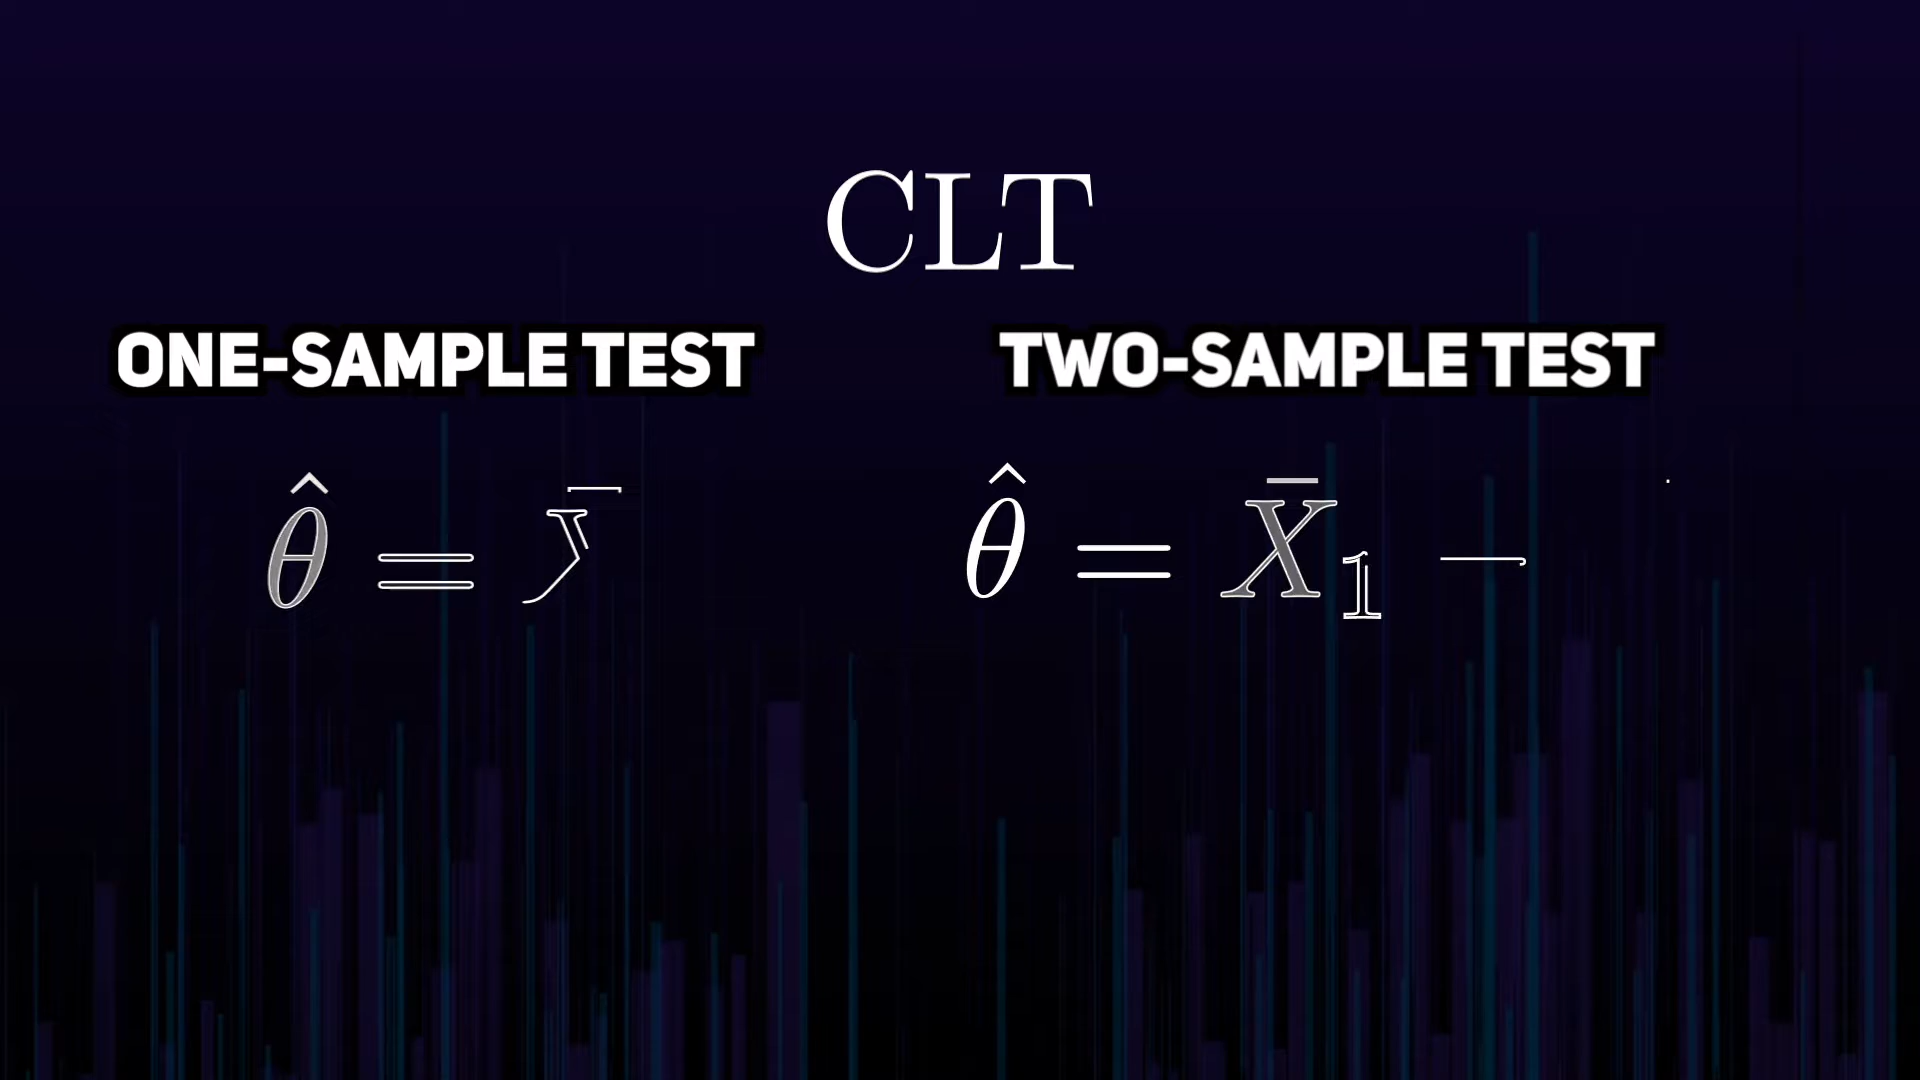 CLT
ONE-SAMPLE TEST TWO-SAMPLE TEST
θ̂ = θ̂ = X̄₁ −